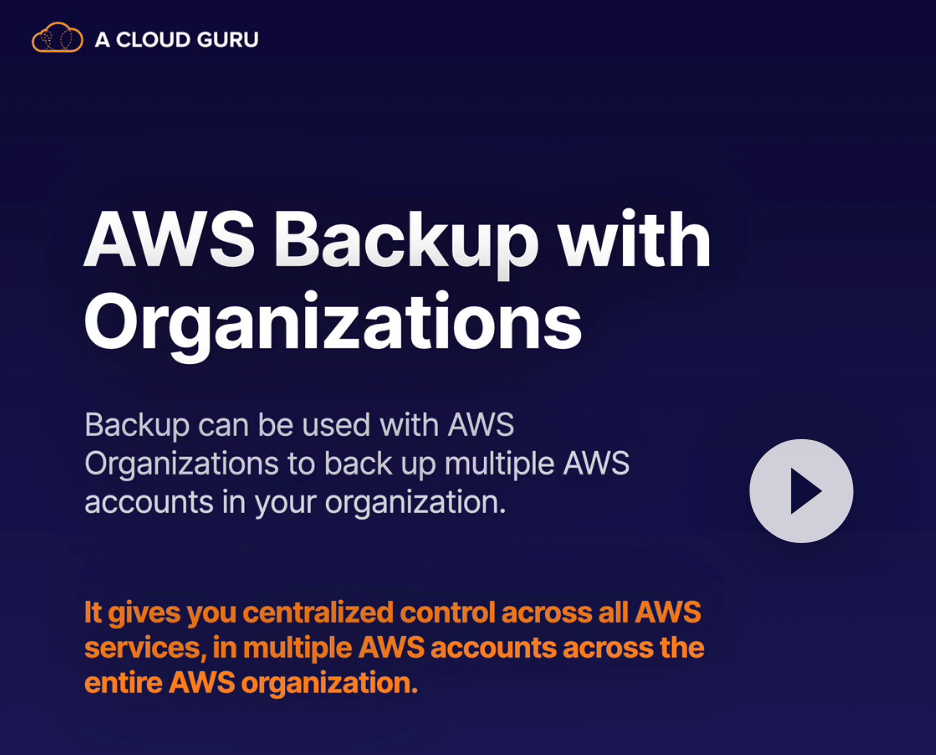 A CLOUD GURU
AWS Backup with
Organizations
Backup can be used with AWS
Organizations to back up multiple AWS
accounts in your organization.
It gives you centralized control across all AWS
services, in multiple AWS accounts across the
entire AWS organization.